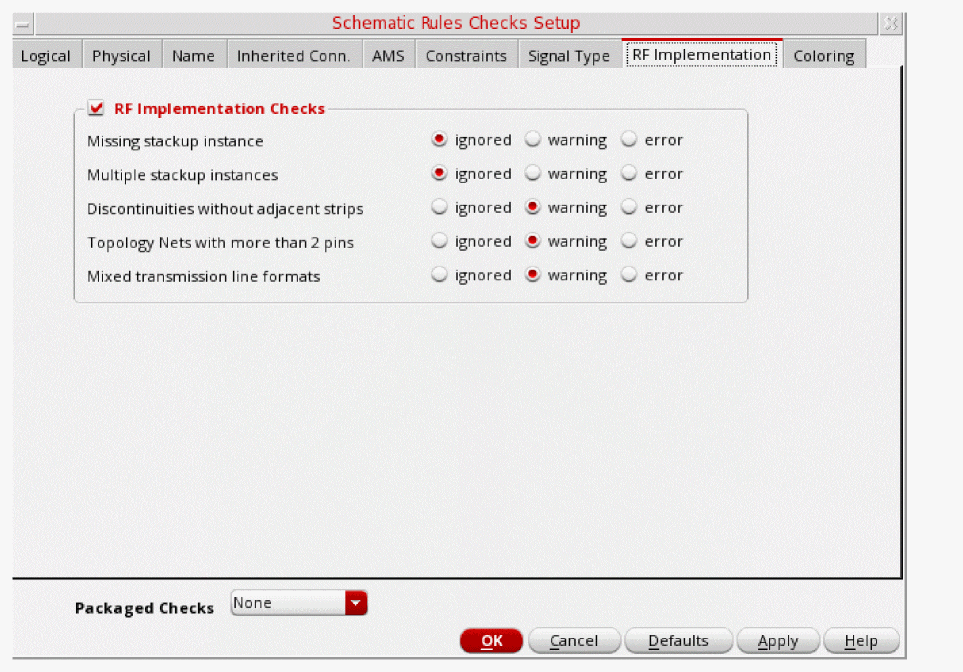 Schematic Rules Checks Setup
Logical Physical Name Inherited Conn. AMS Constraints Signal Type RF Implementation Coloring
RF Implementation Checks
Missing stackup instance ignored warning error
Multiple stackup instances ignored warning error
Discontinuities without adjacent strips ignored warning error
Topology Nets with more than 2 pins ignored warning error
Mixed transmission line formats ignored warning error
Packaged Checks None
OK Cancel Defaults Apply Help